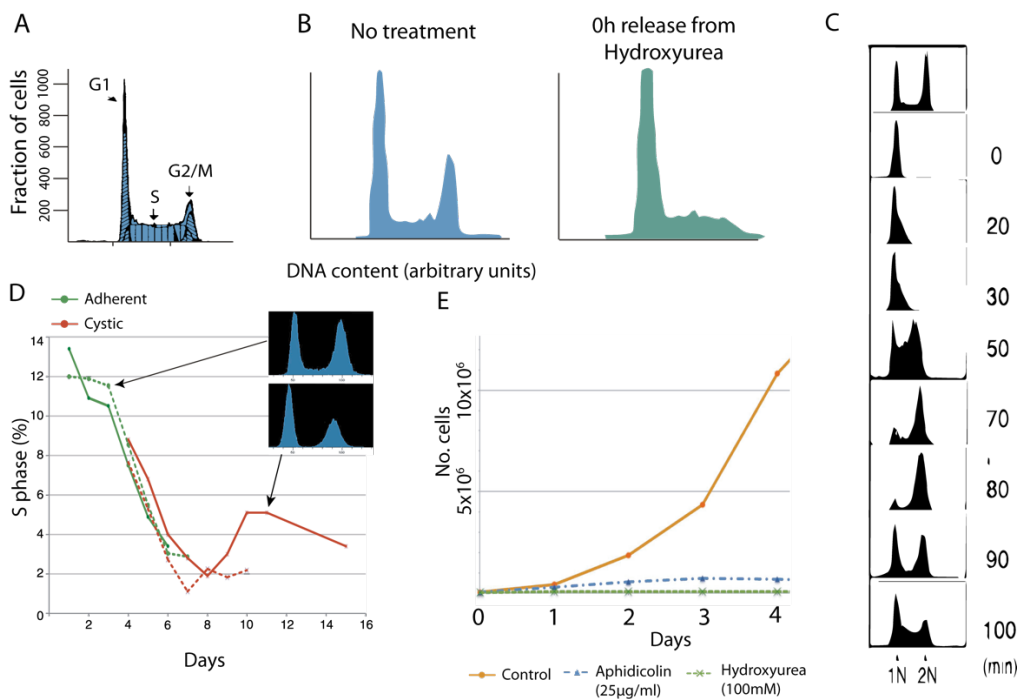 A
Fraction of cells
1000
800
600
400
200
G1
S
G2/M
B
No treatment
0h release from
Hydroxyurea
DNA content (arbitrary units)
C
0
20
30
50
70
80
90
100
(min)
1N
2N
D
Adherent
Cystic
S phase (%)
14
12
10
8
6
4
2
0
2 4 6 8 10 12 14 16
Days
E
No. cells
10x10⁶
5x10⁶
0 1 2 3 4
Days
Control
Aphidicolin
(25µg/ml)
Hydroxyurea
(100mM)